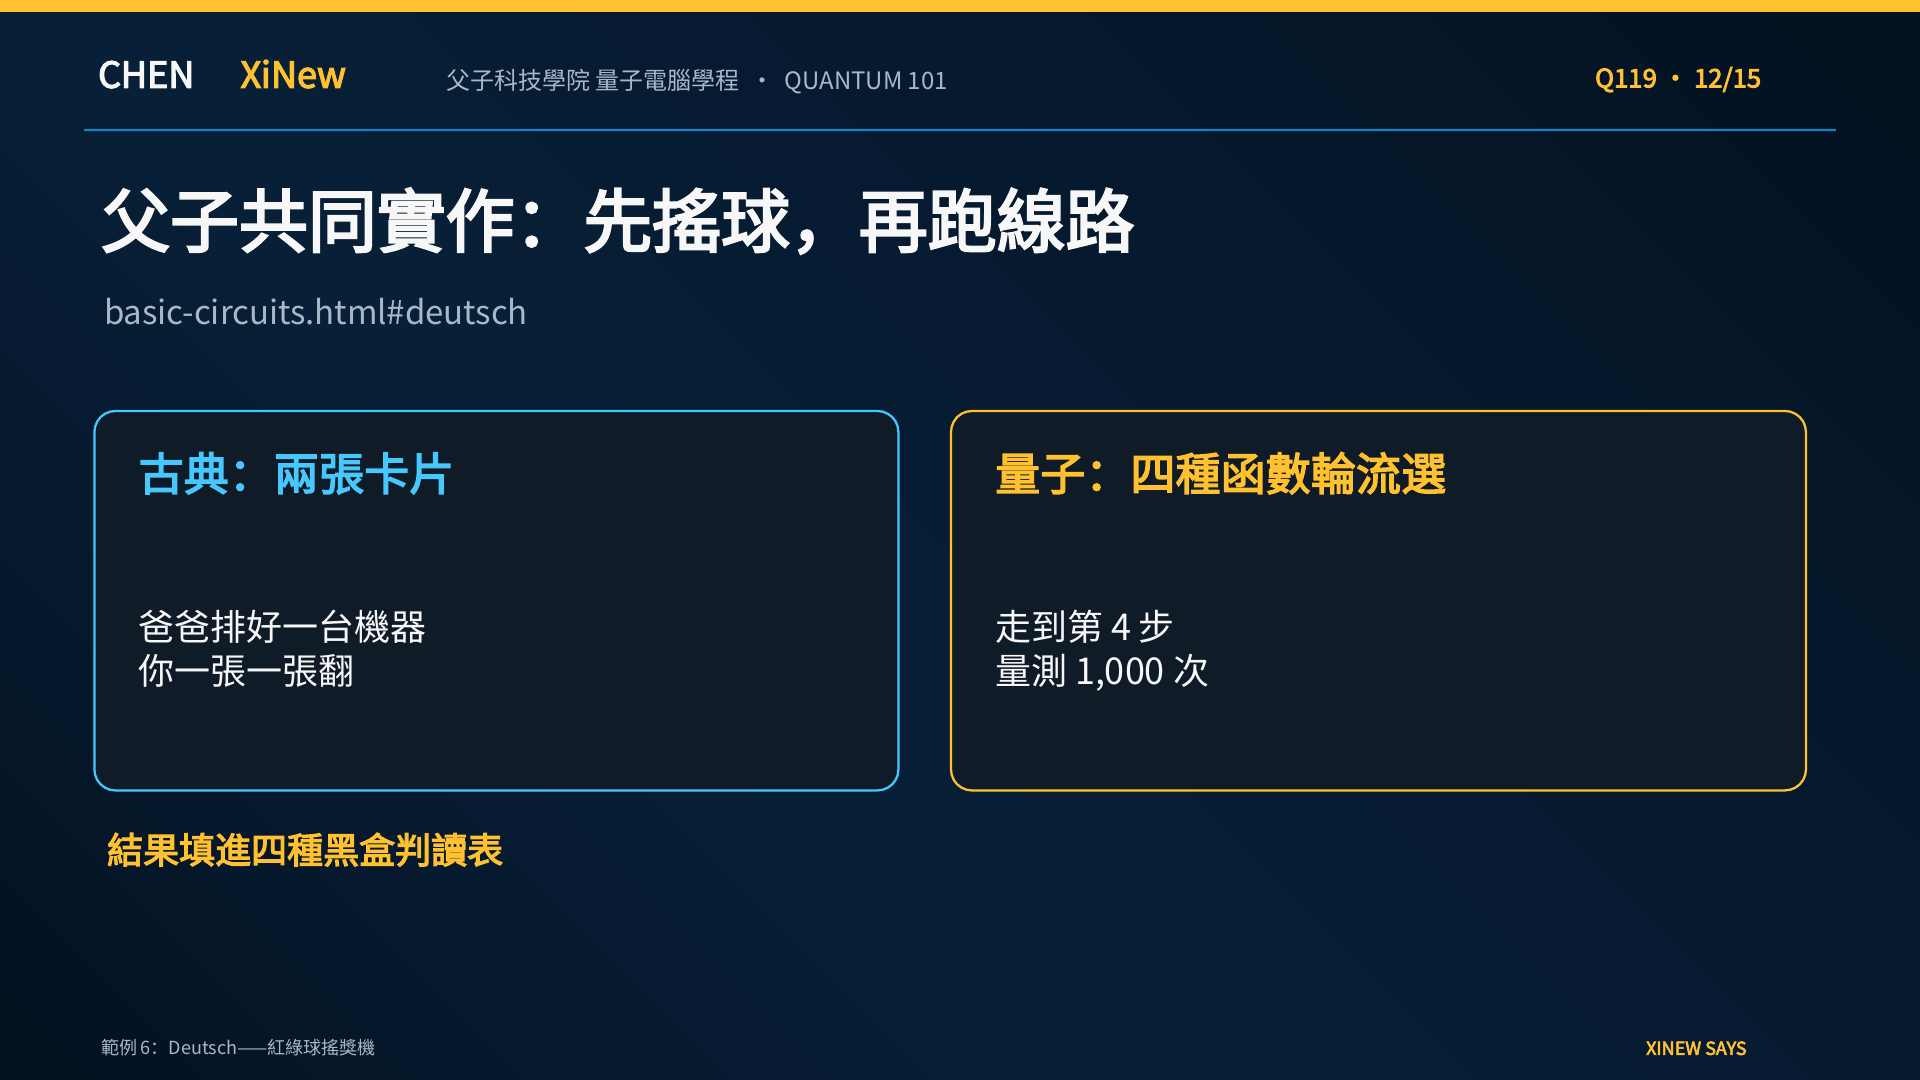 CHEN XiNew 父子科技學院 量子電腦學程 · QUANTUM 101 Q119 · 12/15
父子共同實作：先搖球，再跑線路
basic-circuits.html#deutsch
古典：兩張卡片
爸爸排好一台機器
你一張一張翻
量子：四種函數輪流選
走到第 4 步
量測 1,000 次
結果填進四種黑盒判讀表
範例 6：Deutsch——紅綠球搖獎機
XINEW SAYS